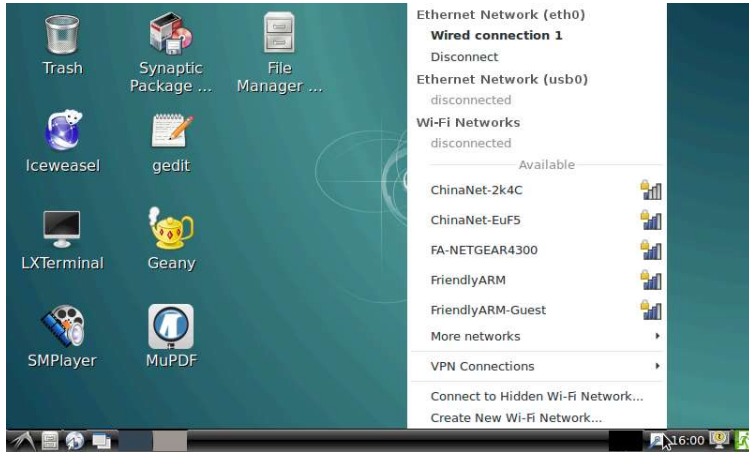 Trash
Synaptic
Package ...
File
Manager ...
Iceweasel
gedit
LXTerminal
Geany
SMPlayer
MuPDF
Ethernet Network (eth0)
Wired connection 1
Disconnect
Ethernet Network (usb0)
disconnected
Wi-Fi Networks
disconnected
Available
ChinaNet-2k4C
ChinaNet-EuF5
FA-NETGEAR4300
FriendlyARM
FriendlyARM-Guest
More networks
VPN Connections
Connect to Hidden Wi-Fi Network...
Create New Wi-Fi Network...
16:00